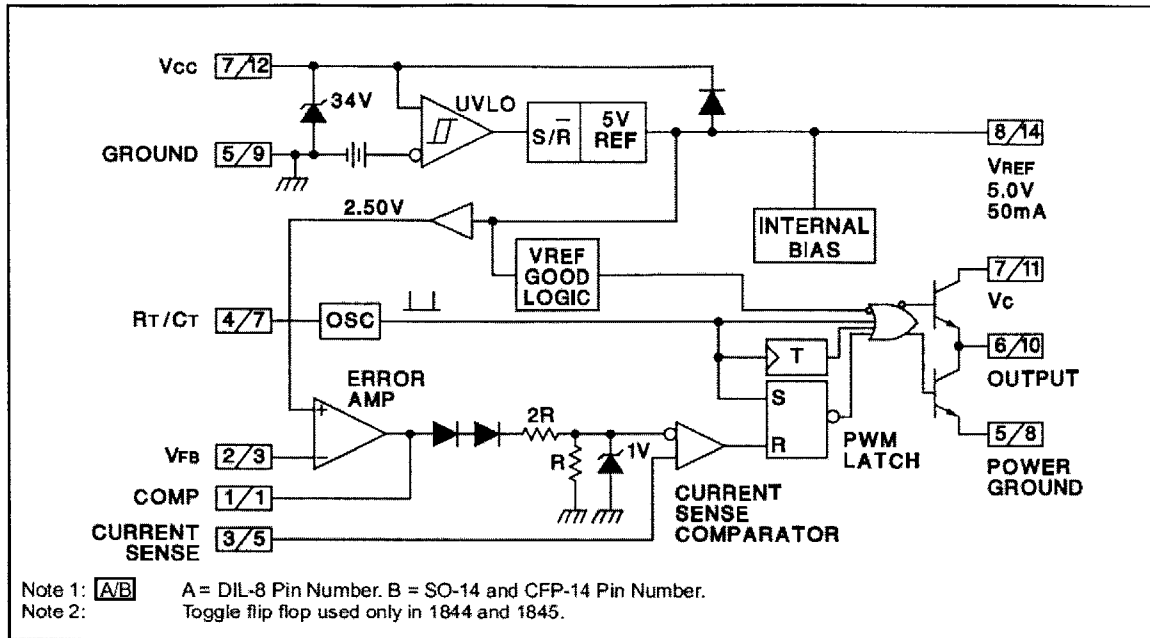 Vcc 7/12
34V
UVLO
S/R̅
5V
REF
GROUND 5/9
8/14
VREF
5.0V
50mA
2.50V
INTERNAL
BIAS
VREF
GOOD
LOGIC
7/11
Vc
RT/CT 4/7
OSC
T
6/10
OUTPUT
ERROR
AMP
+
−
2R
S
R
PWM
LATCH
VFB 2/3
R
1V
5/8
POWER
GROUND
COMP 1/1
CURRENT
SENSE
COMPARATOR
CURRENT
SENSE
3/5
Note 1: A/B A = DIL-8 Pin Number. B = SO-14 and CFP-14 Pin Number.
Note 2: Toggle flip flop used only in 1844 and 1845.